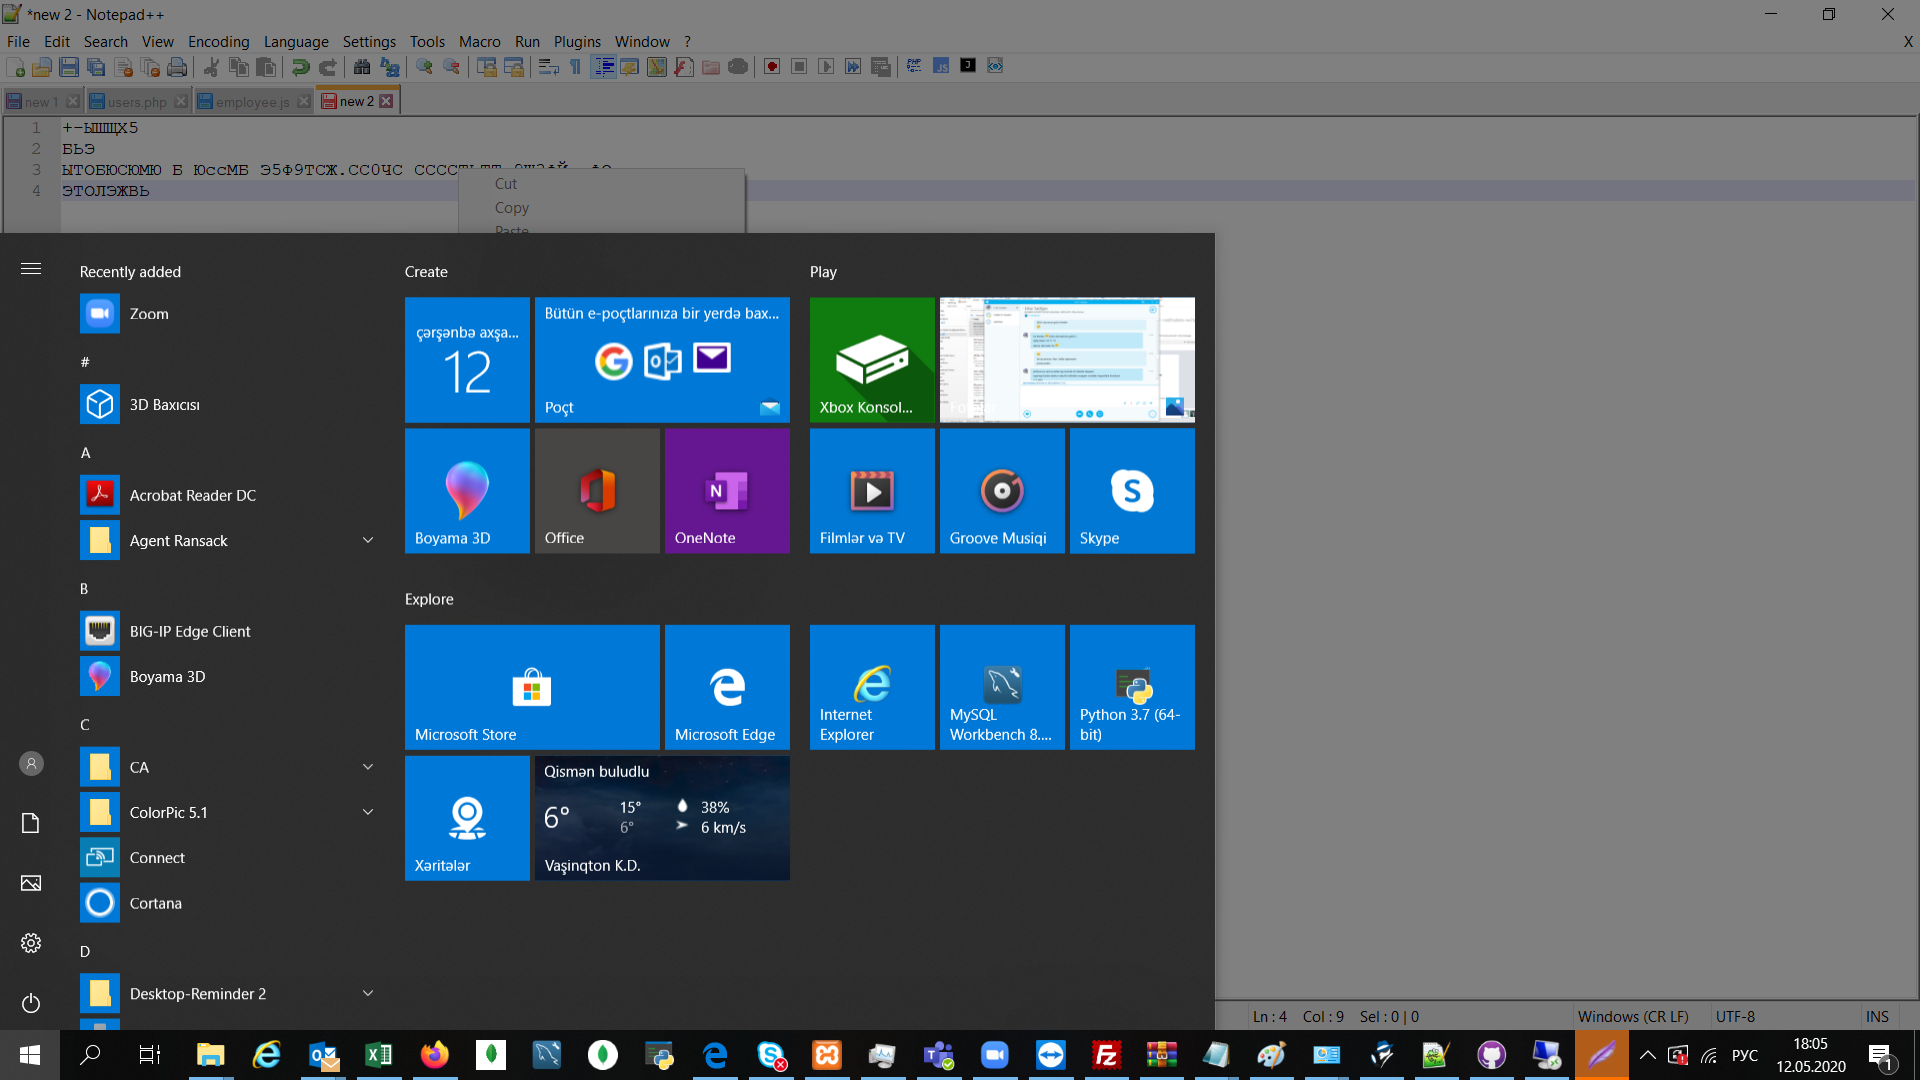 *new 2 - Notepad++
File Edit Search View Encoding Language Settings Tools Macro Run Plugins Window ? X
new 1 users.php employee.js new 2
1 +-ЫШЩХ5
2 БЬЭ
3 ЫТОБЮСЮМЮ Б ЮссМБ Э5Ф9ТСЖ.СС0ЧС
4 ЭТОЛЭЖВЬ
Cut
Copy
Paste
Recently added
Zoom
#
3D Baxıcısı
A
Acrobat Reader DC
Agent Ransack
B
BIG-IP Edge Client
Boyama 3D
C
CA
ColorPic 5.1
Connect
Cortana
D
Desktop-Reminder 2
Create
çərşənbə axşa...
12
Bütün e-poçtlarınıza bir yerdə bax...
Poçt
Boyama 3D
Office
OneNote
Play
Xbox Konsol...
Filmlər və TV
Groove Musiqi
Skype
Explore
Microsoft Store
Microsoft Edge
Internet Explorer
MySQL Workbench 8....
Python 3.7 (64-bit)
Xəritələr
Qismən buludlu
6° 15° 38%
6° 6 km/s
Vaşinqton K.D.
Ln : 4 Col : 9 Sel : 0 | 0 Windows (CR LF) UTF-8 INS
РУС
18:05
12.05.2020
1